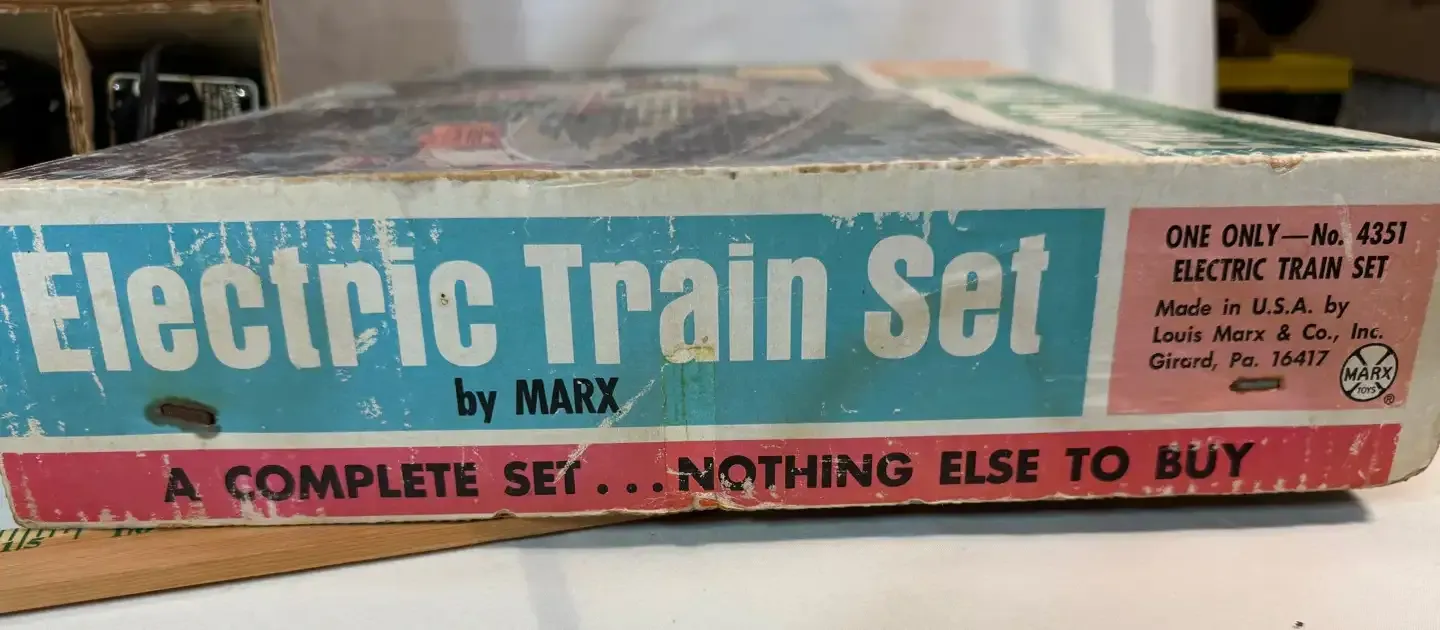 Electric Train Set
by MARX
A COMPLETE SET...NOTHING ELSE TO BUY
ONE ONLY—No. 4351
ELECTRIC TRAIN SET
Made in U.S.A. by
Louis Marx & Co., Inc.
Girard, Pa. 16417
MARX
TOYS
®